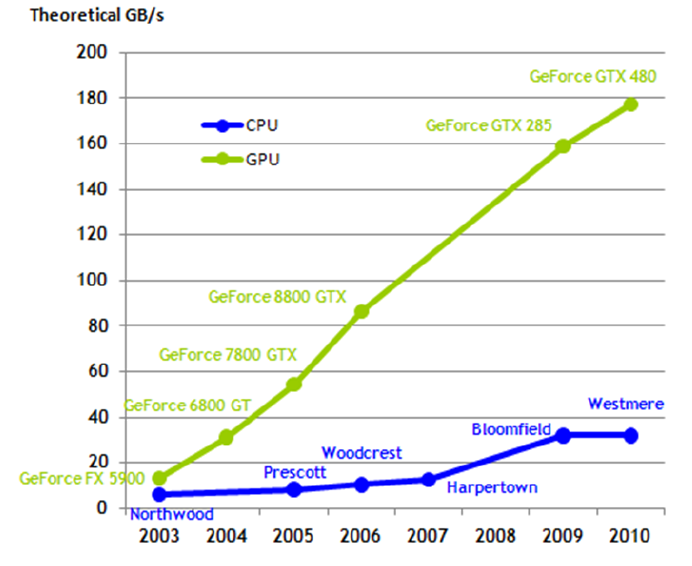 Theoretical GB/s
200
GeForce GTX 480
180
CPU
GeForce GTX 285
160
GPU
140
120
100
GeForce 8800 GTX
80
GeForce 7800 GTX
60
GeForce 6800 GT
Westmere
40
Bloomfield
Woodcrest
20
Prescott
GeForce FX 5900
Harpertown
0
Northwood
2003 2004 2005 2006 2007 2008 2009 2010